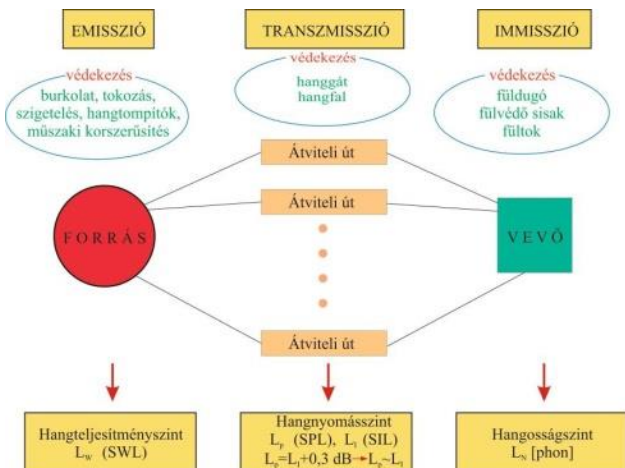 EMISSZIÓ
TRANSZMISSZIÓ
IMMISSZIÓ
védekezés
burkolat, tokozás,
szigetelés, hangtompítók,
műszaki korszerűsítés
védekezés
hanggát
hangfal
védekezés
füldugó
fülvédő sisak
fültok
Átviteli út
Átviteli út
FORRÁS
VEVŐ
Átviteli út
Hangteljesítményszint
L_W (SWL)
Hangnyomásszint
L_p (SPL), L_I (SIL)
L_p=L_I+0,3 dB→L_p~L_I
Hangosságszint
L_N [phon]